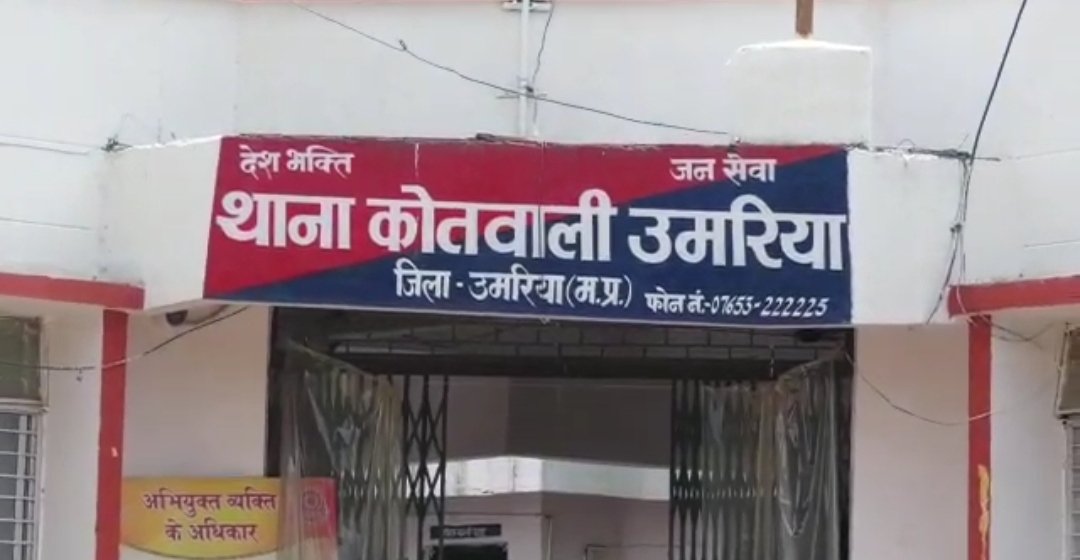 देश भक्ति जन सेवा
थाना कोतवाली उमरिया
जिला - उमरिया (म.प्र.) फोन नं.:-07653-222225
अभियुक्त व्यक्ति
के अधिकार